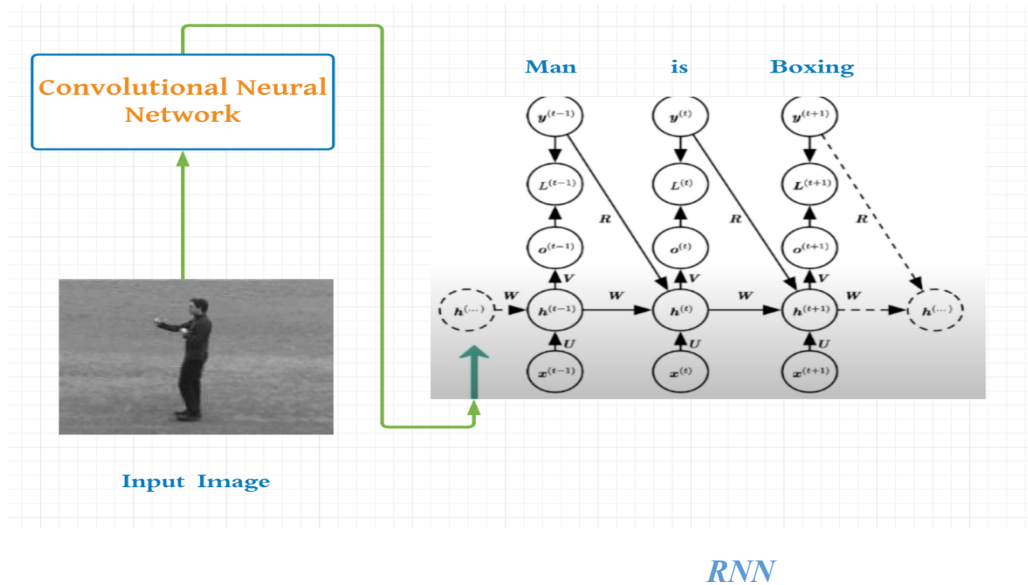 Convolutional Neural
Network
Input Image
Man is Boxing
y(t−1) y(t) y(t+1)
L(t−1) L(t) L(t+1)
R R R
o(t−1) o(t) o(t+1)
V V V
W W W W
h(...) h(t−1) h(t) h(t+1) h(...)
U U U
x(t−1) x(t) x(t+1)
RNN